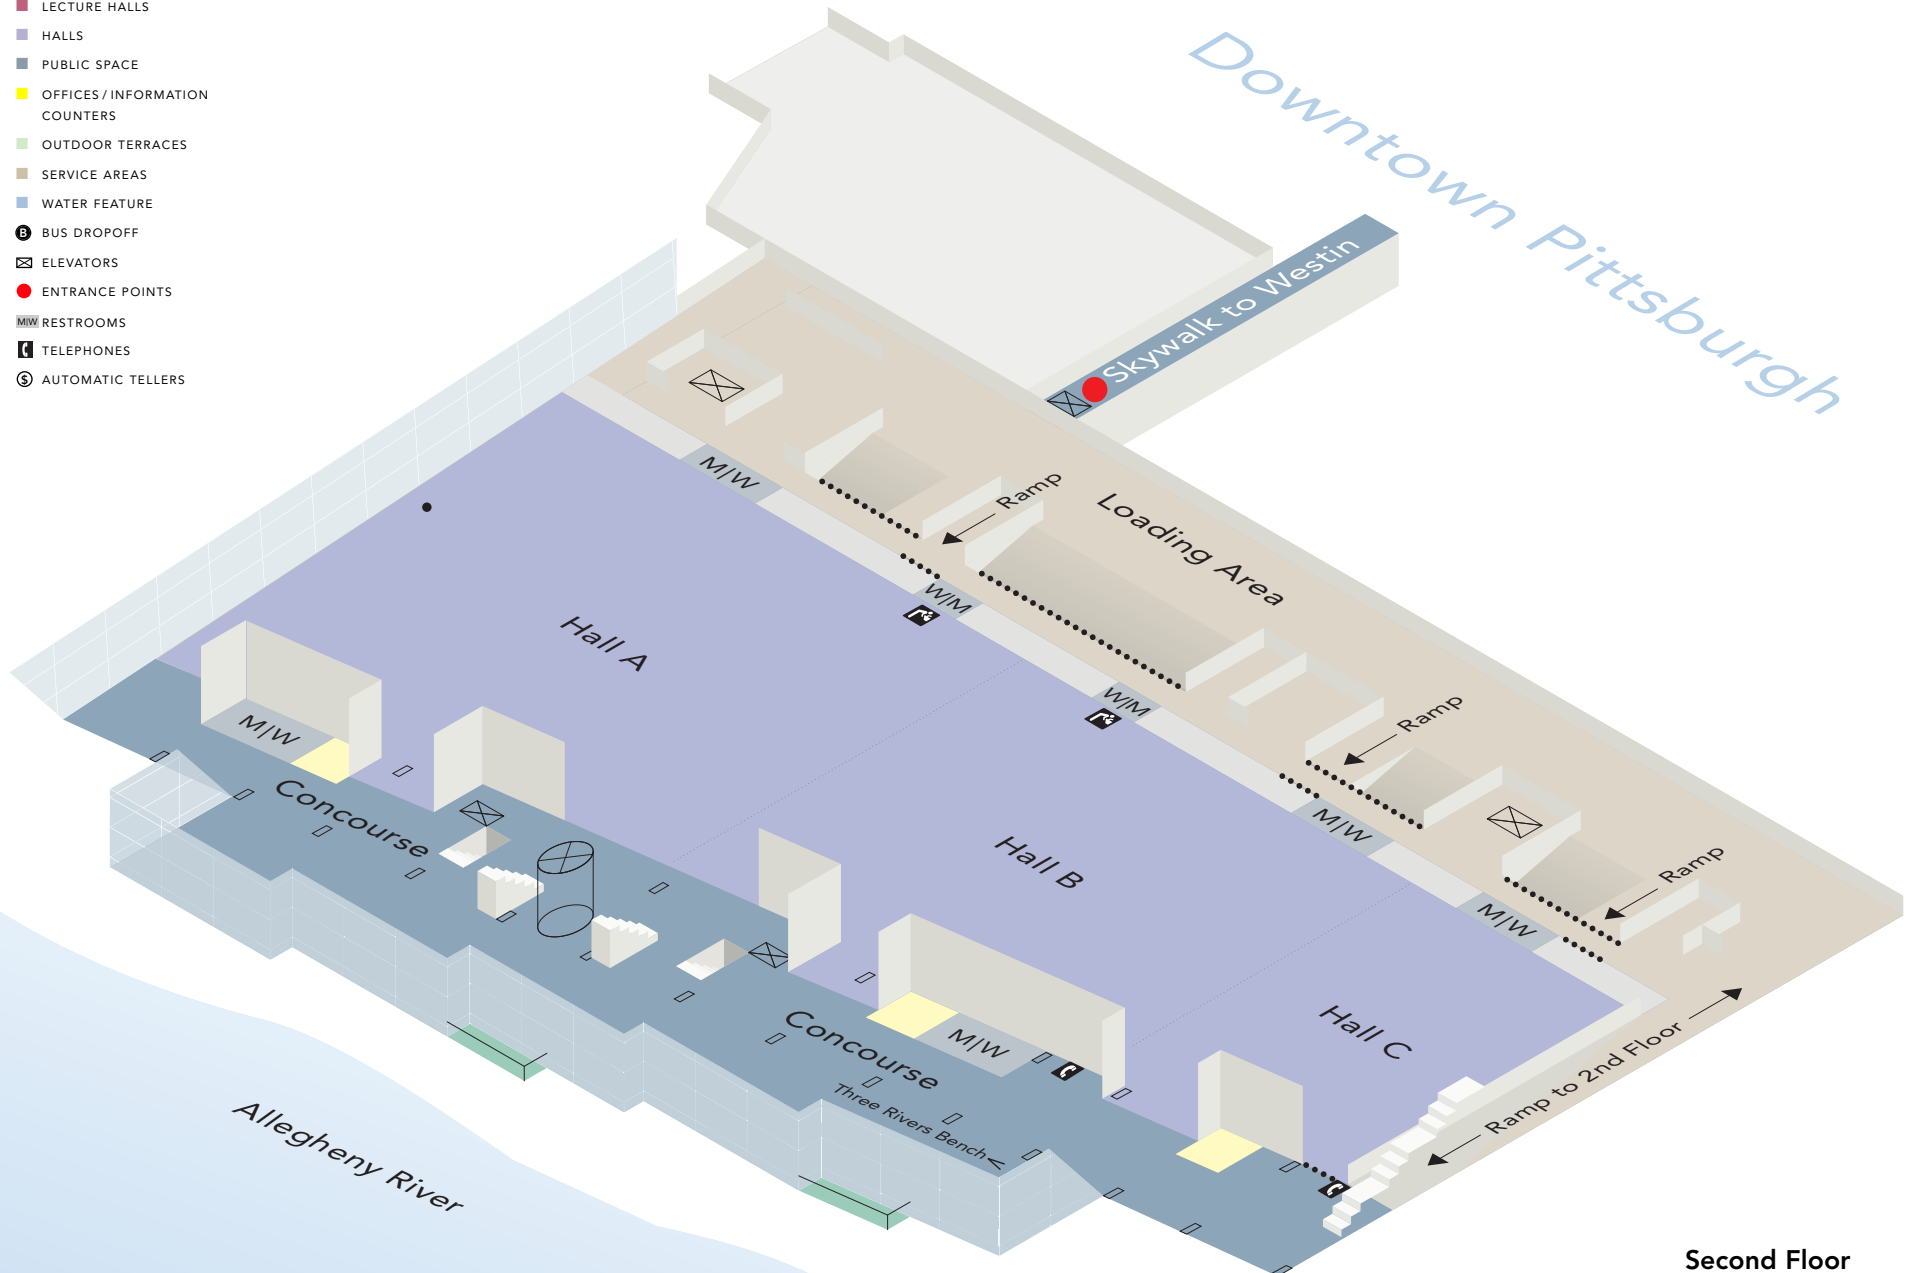 LECTURE HALLS
HALLS
PUBLIC SPACE
OFFICES / INFORMATION
COUNTERS
OUTDOOR TERRACES
SERVICE AREAS
WATER FEATURE
B BUS DROPOFF
ELEVATORS
ENTRANCE POINTS
M|W RESTROOMS
TELEPHONES
$ AUTOMATIC TELLERS
Downtown Pittsburgh
Skywalk to Westin
M|W
Ramp
Loading Area
W|M
Hall A
W|M
Ramp
M|W
Concourse
M|W
Hall B
Ramp
M|W
Concourse
M|W
Hall C
Three Rivers Bench
Ramp to 2nd Floor
Allegheny River
Second Floor